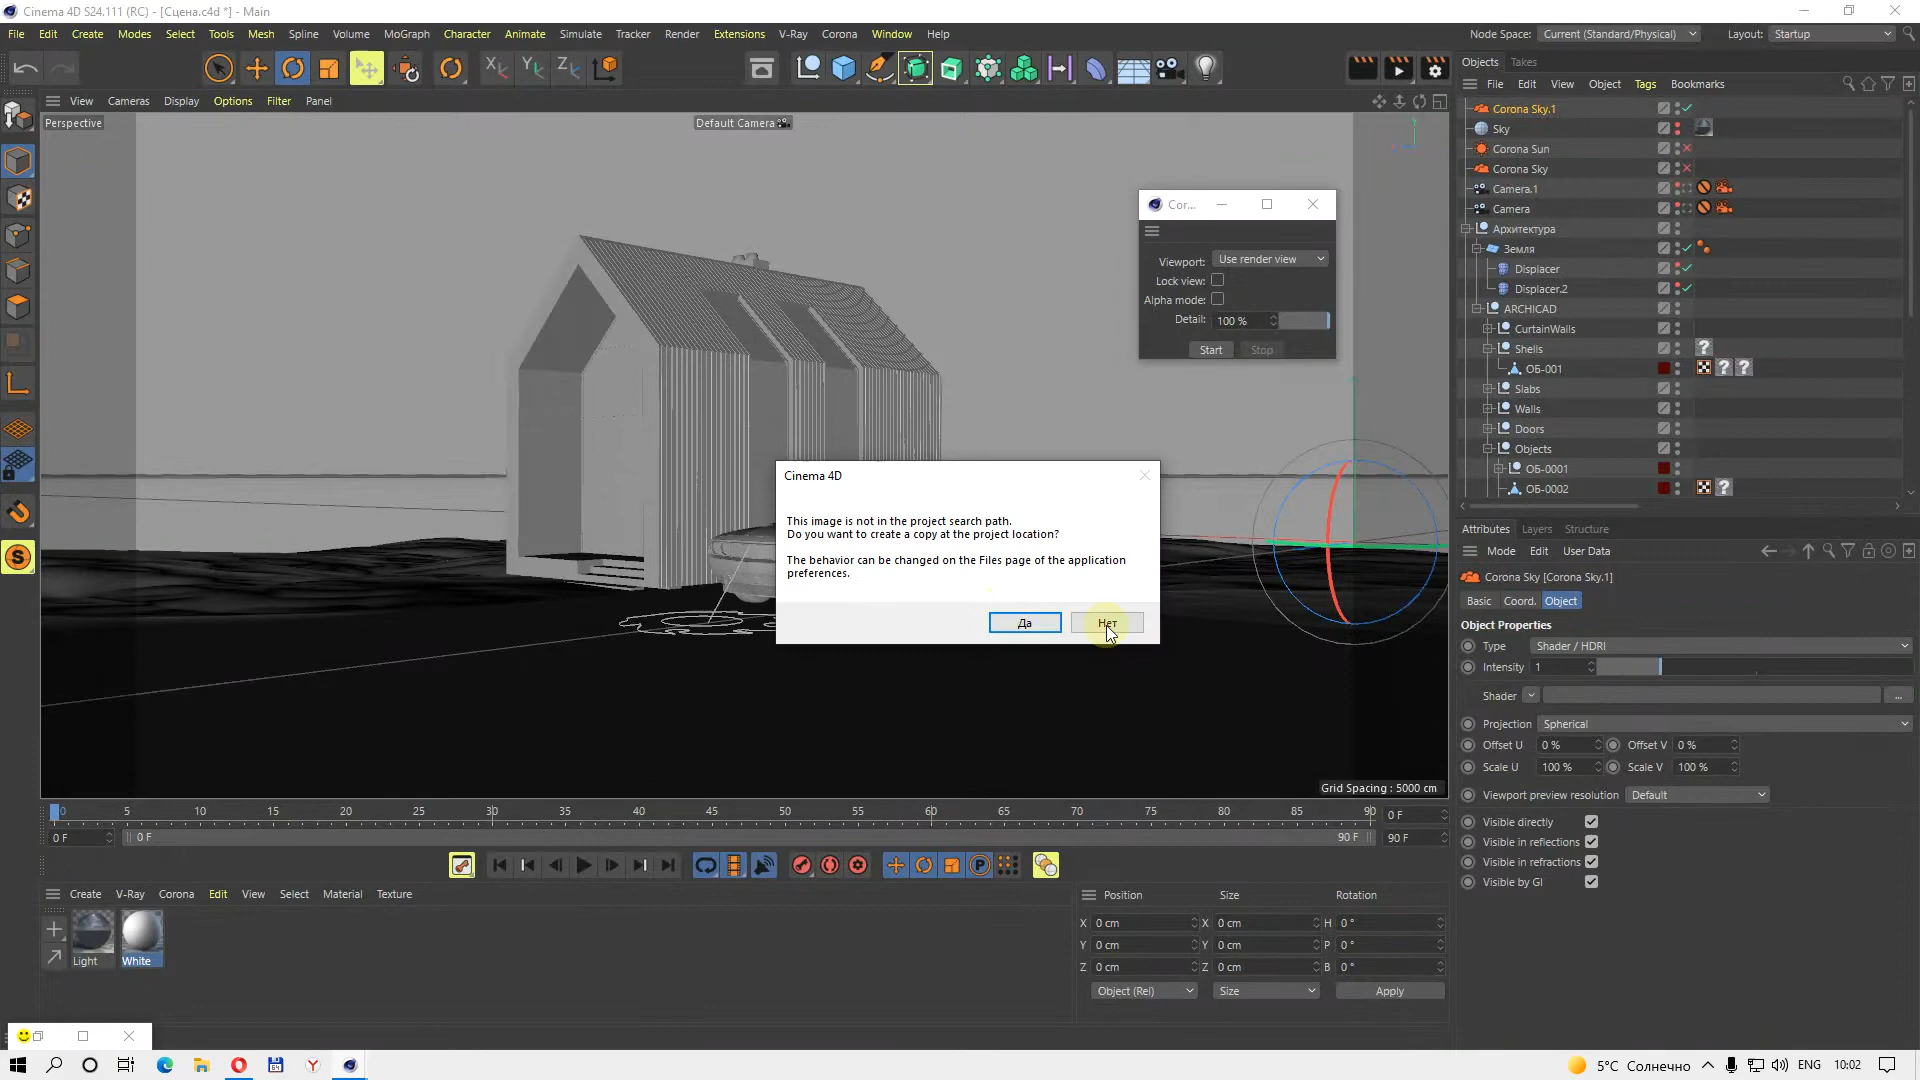 Cinema 4D S24.111 (RC) - [Сцена.c4d *] - Main
File Edit Create Modes Select Tools Mesh Spline Volume MoGraph Character Animate Simulate Tracker Render Extensions V-Ray Corona Window Help
Node Space: Current (Standard/Physical) Layout: Startup
Objects Takes
View Cameras Display Options Filter Panel
File Edit View Object Tags Bookmarks
Perspective
Default Camera
Corona Sky.1
Sky
Corona Sun
Corona Sky
Camera.1
Camera
Архитектура
Земля
Displacer
Displacer.2
ARCHICAD
CurtainWalls
Shells
ОБ-001
Slabs
Walls
Doors
Objects
ОБ-0001
ОБ-0002
Cor...
Viewport: Use render view
Lock view:
Alpha mode:
Detail: 100 %
Start Stop
Cinema 4D
This image is not in the project search path.
Do you want to create a copy at the project location?
The behavior can be changed on the Files page of the application
preferences.
Да Нет
Attributes Layers Structure
Mode Edit User Data
Corona Sky [Corona Sky.1]
Basic Coord. Object
Object Properties
Type Shader / HDRI
Intensity 1
Shader ...
Projection Spherical
Offset U 0 % Offset V 0 %
Scale U 100 % Scale V 100 %
Viewport preview resolution Default
Visible directly
Visible in reflections
Visible in refractions
Visible by GI
Grid Spacing : 5000 cm
0 5 10 15 20 25 30 35 40 45 50 55 60 65 70 75 80 85 90 0 F
0 F 0 F 90 F 90 F
Create V-Ray Corona Edit View Select Material Texture
Light White
Position Size Rotation
X 0 cm X 0 cm H 0 °
Y 0 cm Y 0 cm P 0 °
Z 0 cm Z 0 cm B 0 °
Object (Rel) Size Apply
5°C Солнечно ENG 10:02